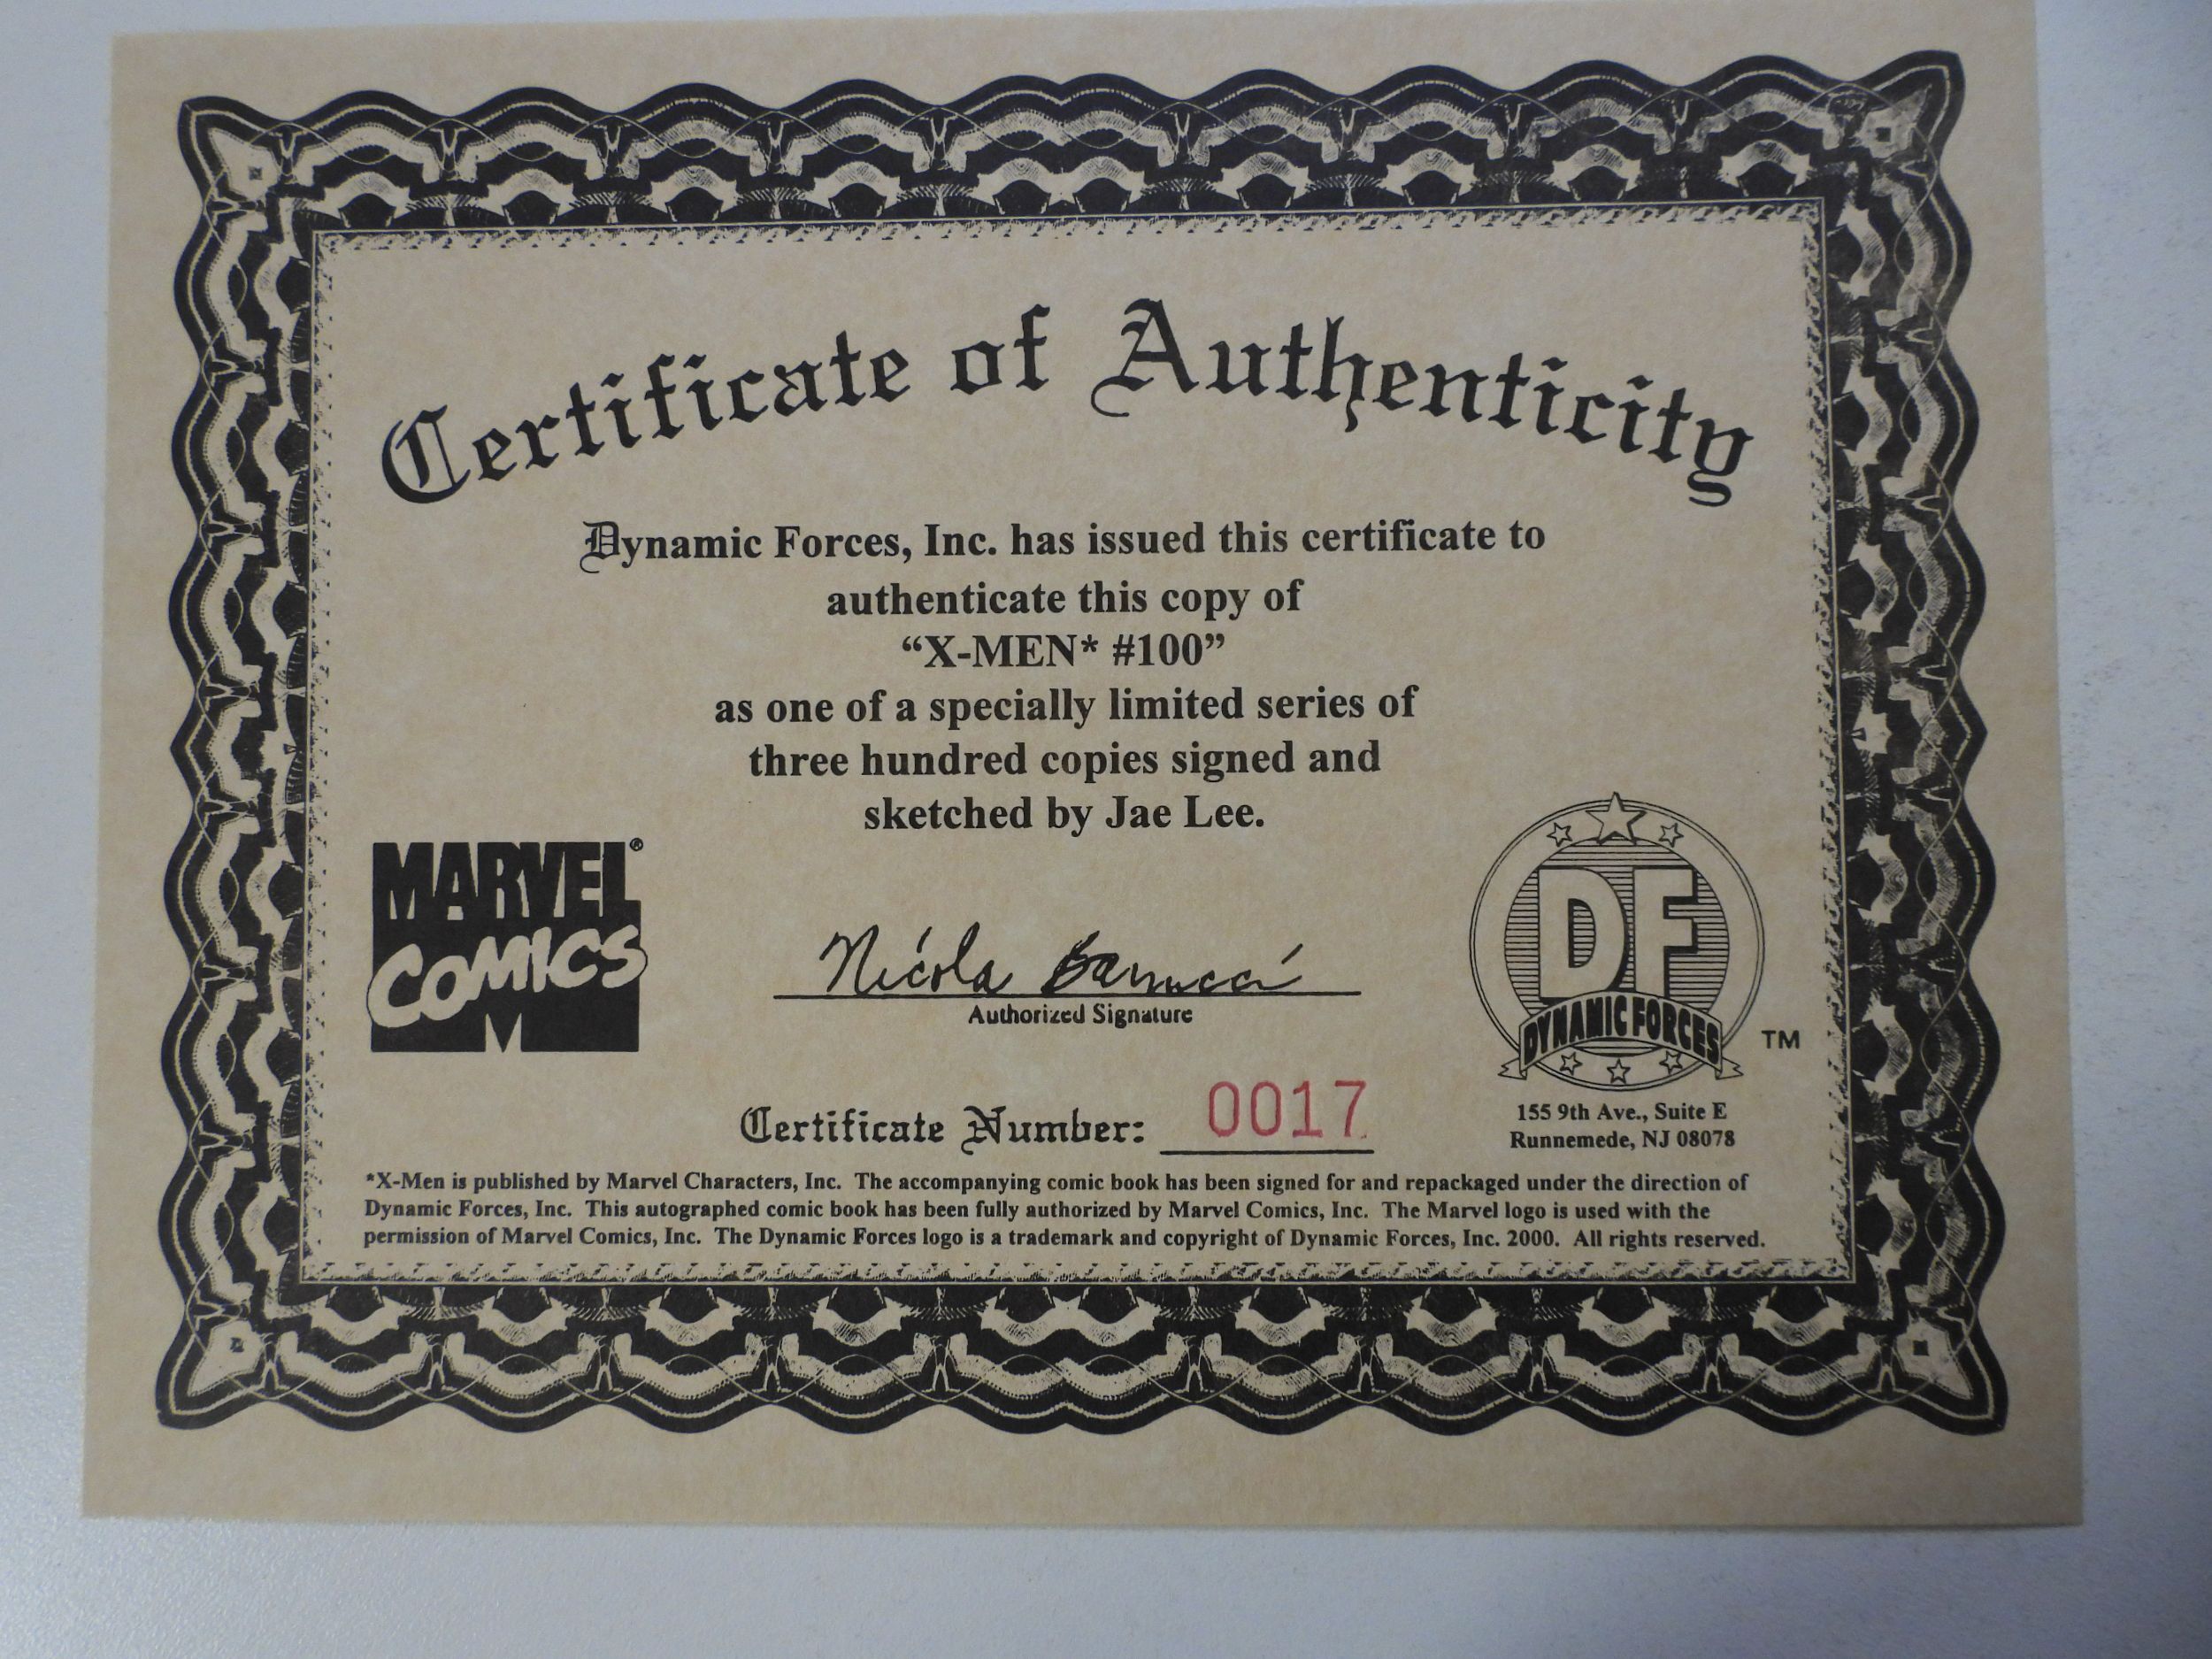 Certificate of Authenticity
Dynamic Forces, Inc. has issued this certificate to
authenticate this copy of
“X-MEN* #100”
as one of a specially limited series of
three hundred copies signed and
sketched by Jae Lee.
MARVEL®
COMICS
Nicola Barrucci
Authorized Signature
DF
DYNAMIC FORCES
TM
Certificate Number: 0017
155 9th Ave., Suite E
Runnemede, NJ 08078
*X-Men is published by Marvel Characters, Inc. The accompanying comic book has been signed for and repackaged under the direction of
Dynamic Forces, Inc. This autographed comic book has been fully authorized by Marvel Comics, Inc. The Marvel logo is used with the
permission of Marvel Comics, Inc. The Dynamic Forces logo is a trademark and copyright of Dynamic Forces, Inc. 2000. All rights reserved.